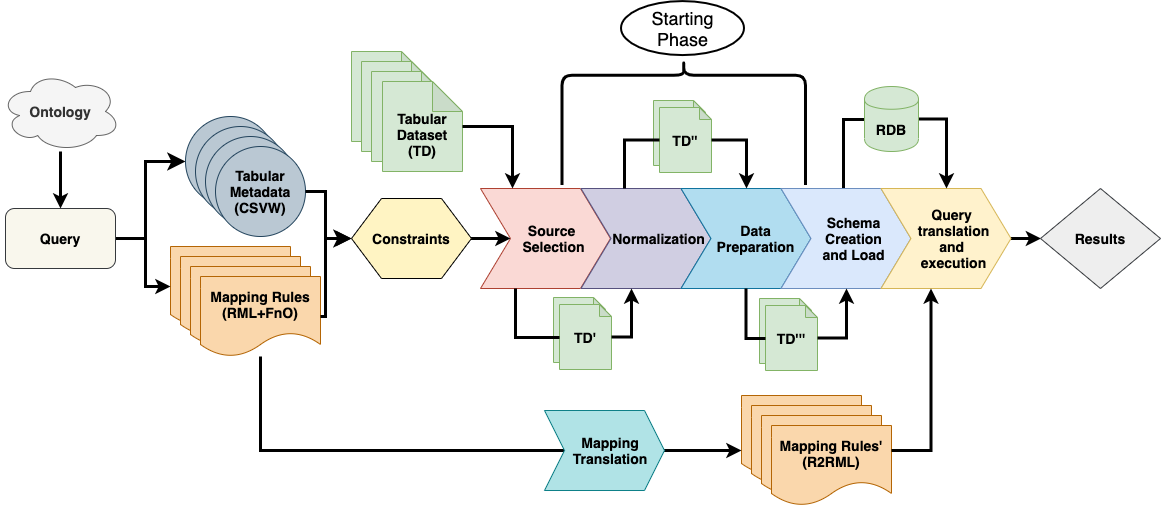 Starting
Phase
Ontology
Tabular
Dataset
(TD)
TD"
RDB
Tabular
Metadata
(CSVW)
Query
Constraints
Source
Selection
Normalization
Data
Preparation
Schema
Creation
and Load
Query
translation
and
execution
Results
Mapping Rules
(RML+FnO)
TD'
TD"'
Mapping
Translation
Mapping Rules'
(R2RML)